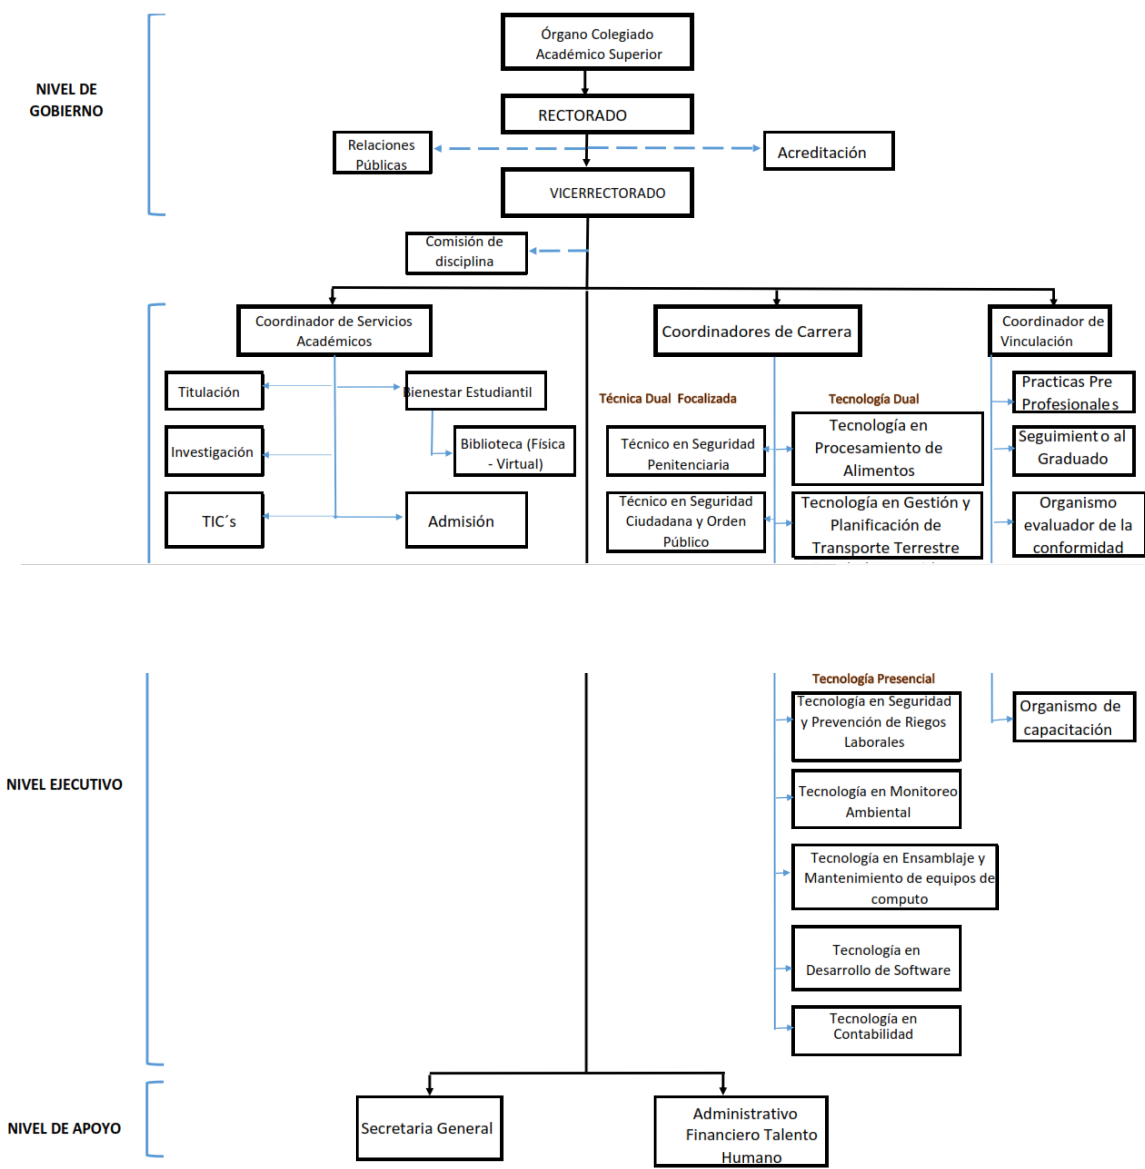 Órgano Colegiado
Académico Superior
NIVEL DE
GOBIERNO
RECTORADO
Relaciones
Públicas
Acreditación
VICERRECTORADO
Comisión de
disciplina
Coordinador de Servicios
Académicos
Coordinadores de Carrera
Coordinador de
Vinculación
Titulación
Bienestar Estudiantil
Técnica Dual Focalizada
Tecnología Dual
Practicas Pre
Profesionales
Investigación
Biblioteca (Física
- Virtual)
Técnico en Seguridad
Penitenciaria
Tecnología en
Procesamiento de
Alimentos
Seguimiento al
Graduado
TIC´s
Admisión
Técnico en Seguridad
Ciudadana y Orden
Público
Tecnología en Gestión y
Planificación de
Transporte Terrestre
Organismo
evaluador de la
conformidad
Tecnología Presencial
Tecnología en Seguridad
y Prevención de Riegos
Laborales
Organismo de
capacitación
NIVEL EJECUTIVO
Tecnología en Monitoreo
Ambiental
Tecnología en Ensamblaje y
Mantenimiento de equipos de
computo
Tecnología en
Desarrollo de Software
Tecnología en
Contabilidad
NIVEL DE APOYO
Secretaria General
Administrativo
Financiero Talento
Humano